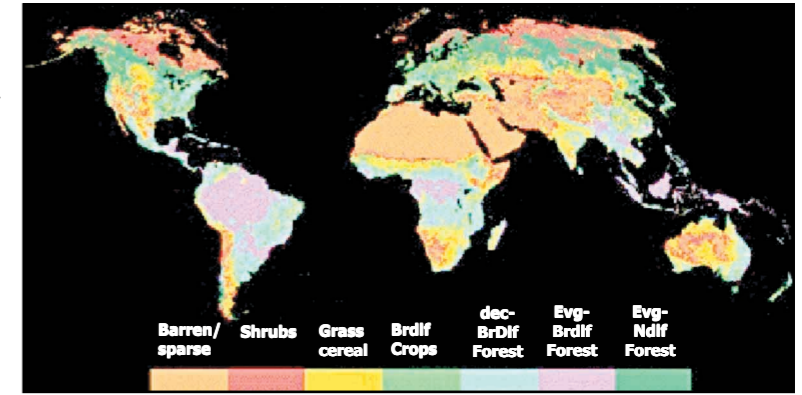 Barren/
sparse
Shrubs
Grass
cereal
Brdlf
Crops
dec-
BrDlf
Forest
Evg-
Brdlf
Forest
Evg-
Ndlf
Forest